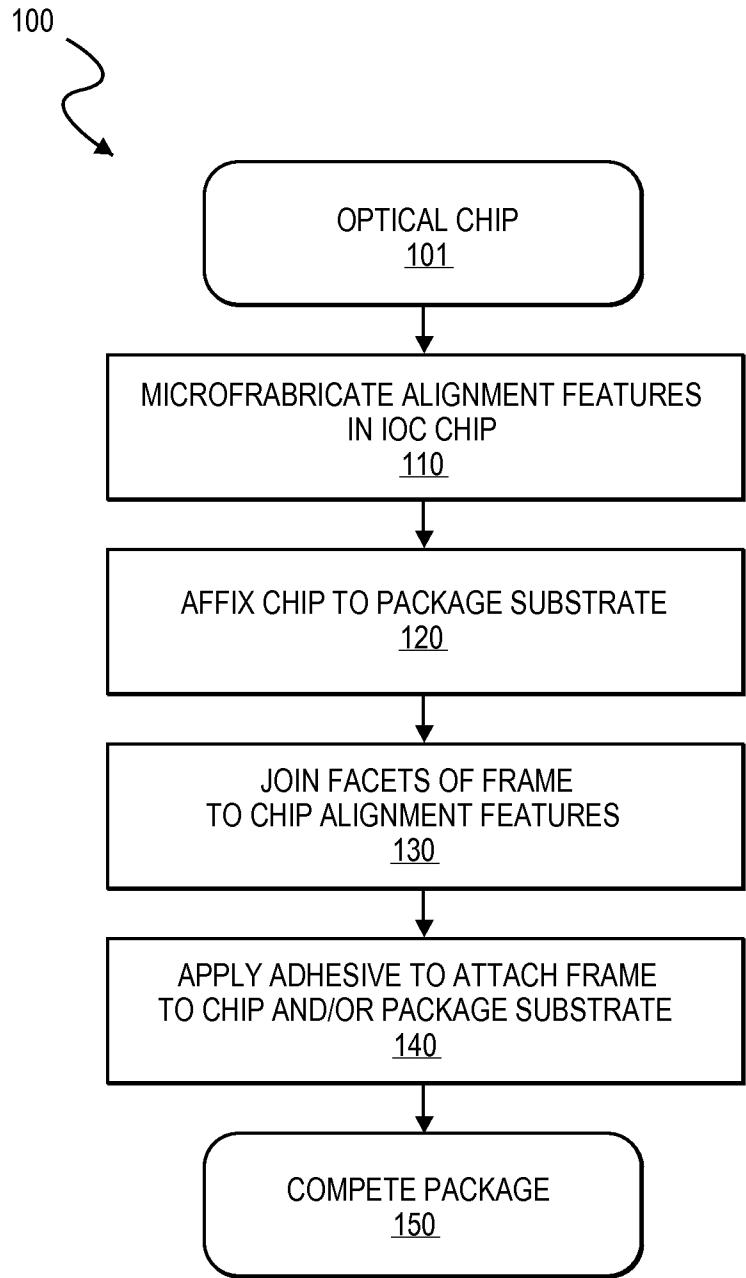 100
OPTICAL CHIP
101
MICROFRABRICATE ALIGNMENT FEATURES
IN IOC CHIP
110
AFFIX CHIP TO PACKAGE SUBSTRATE
120
JOIN FACETS OF FRAME
TO CHIP ALIGNMENT FEATURES
130
APPLY ADHESIVE TO ATTACH FRAME
TO CHIP AND/OR PACKAGE SUBSTRATE
140
COMPETE PACKAGE
150